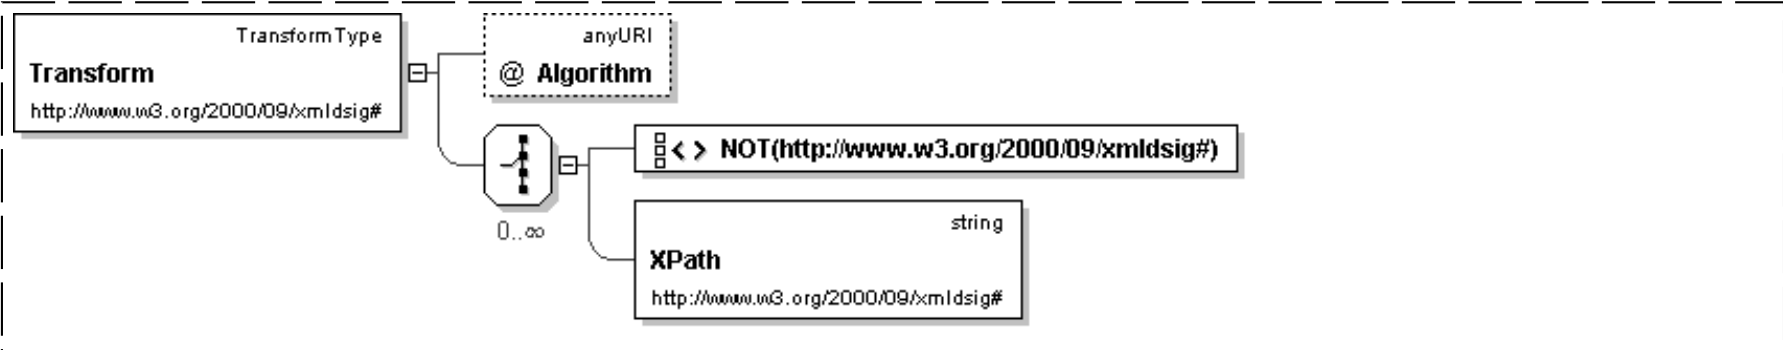 TransformType
Transform
http://www.w3.org/2000/09/xmldsig#
anyURI
@ Algorithm
0..∞
< > NOT(http://www.w3.org/2000/09/xmldsig#)
string
XPath
http://www.w3.org/2000/09/xmldsig#